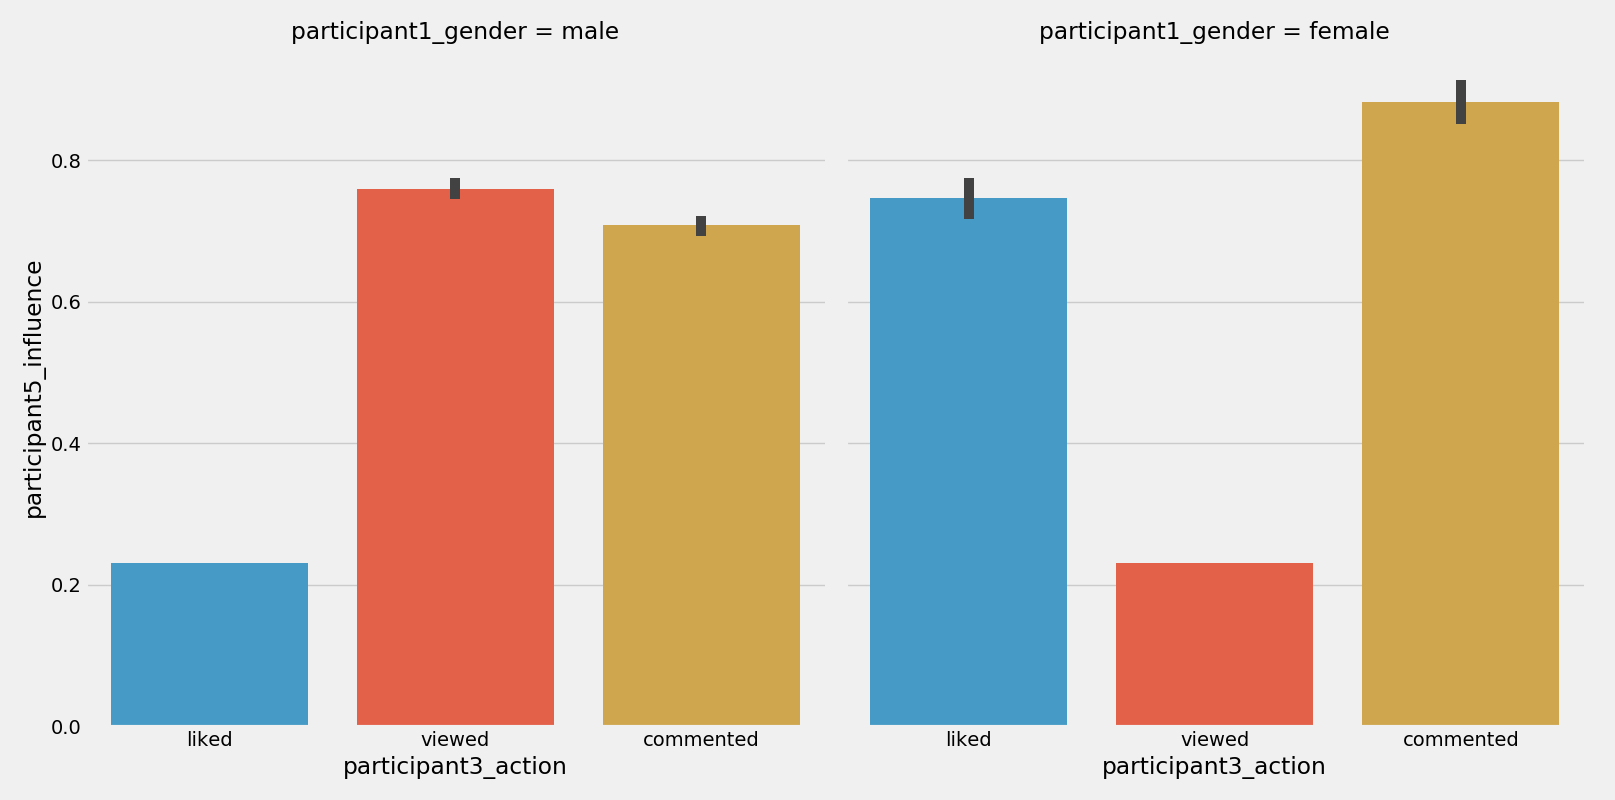 participant1_gender = male
participant1_gender = female
participant5_influence
0.8
0.6
0.4
0.2
0.0
liked viewed commented
liked viewed commented
participant3_action
participant3_action